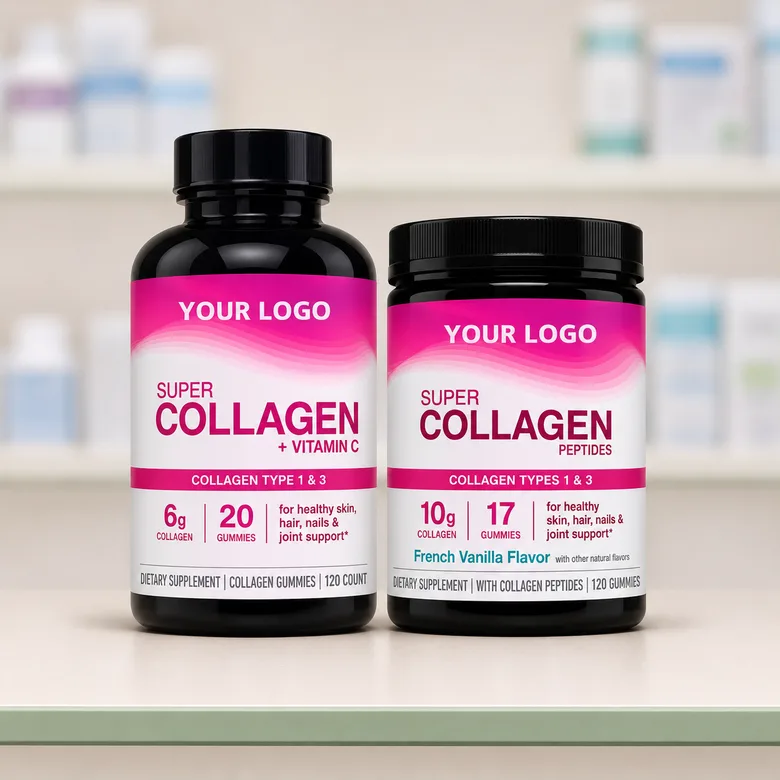 YOUR LOGO
SUPER
COLLAGEN
+ VITAMIN C
COLLAGEN TYPE 1 & 3
6g
COLLAGEN
20
GUMMIES
for healthy skin,
hair, nails &
joint support*
DIETARY SUPPLEMENT | COLLAGEN GUMMIES | 120 COUNT
YOUR LOGO
SUPER
COLLAGEN
PEPTIDES
COLLAGEN TYPES 1 & 3
10g
COLLAGEN
17
GUMMIES
for healthy
skin, hair, nails &
joint support*
French Vanilla Flavor with other natural flavors
DIETARY SUPPLEMENT | WITH COLLAGEN PEPTIDES | 120 GUMMIES